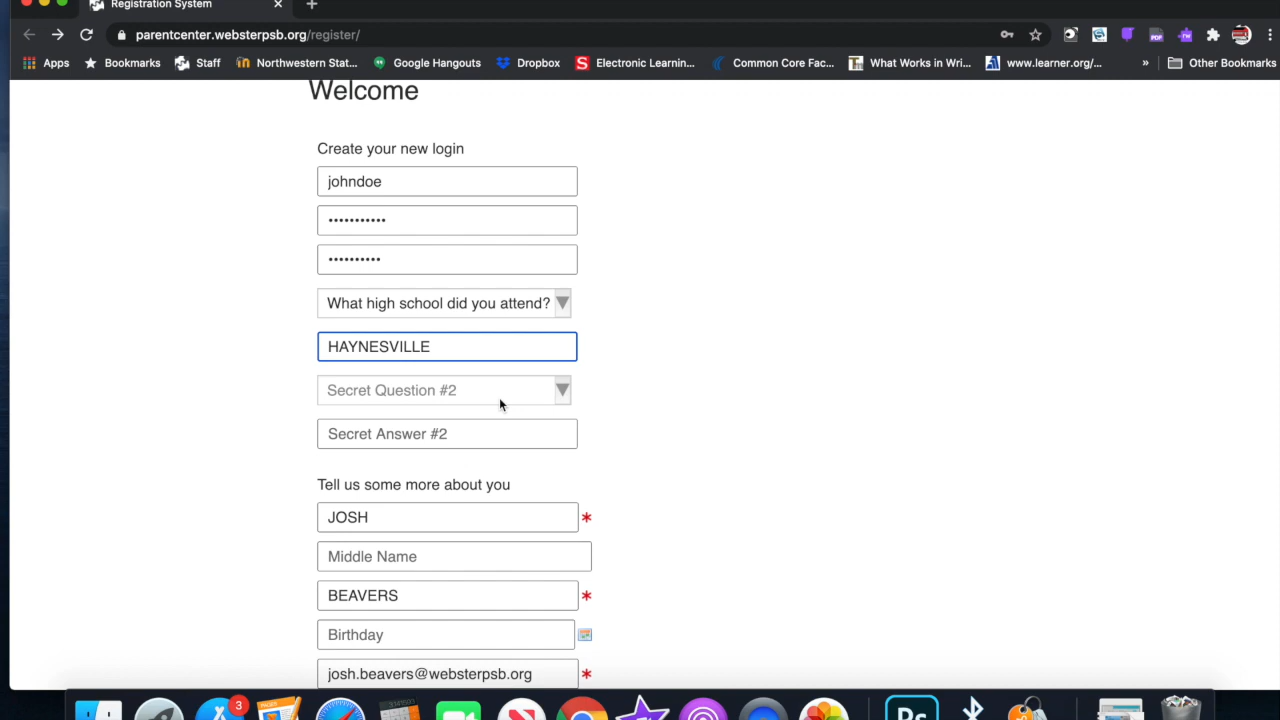 Registration System
parentcenter.websterpsb.org/register/
Apps Bookmarks Staff Northwestern Stat... Google Hangouts Dropbox Electronic Learnin... Common Core Fac... What Works in Wri... www.learner.org/... » Other Bookmarks
Welcome
Create your new login
johndoe
•••••••••••
••••••••••
What high school did you attend?
HAYNESVILLE
Secret Question #2
Secret Answer #2
Tell us some more about you
JOSH *
Middle Name
BEAVERS *
Birthday
josh.beavers@websterpsb.org *
3
Ps